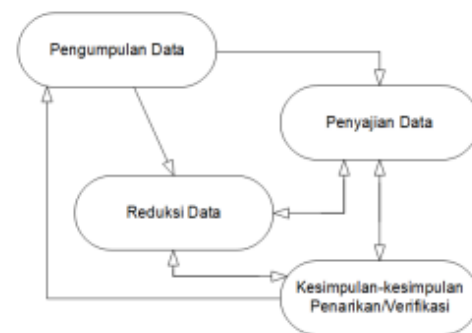 Pengumpulan Data
Penyajian Data
Reduksi Data
Kesimpulan-kesimpulan
Penarikan/Verifikasi